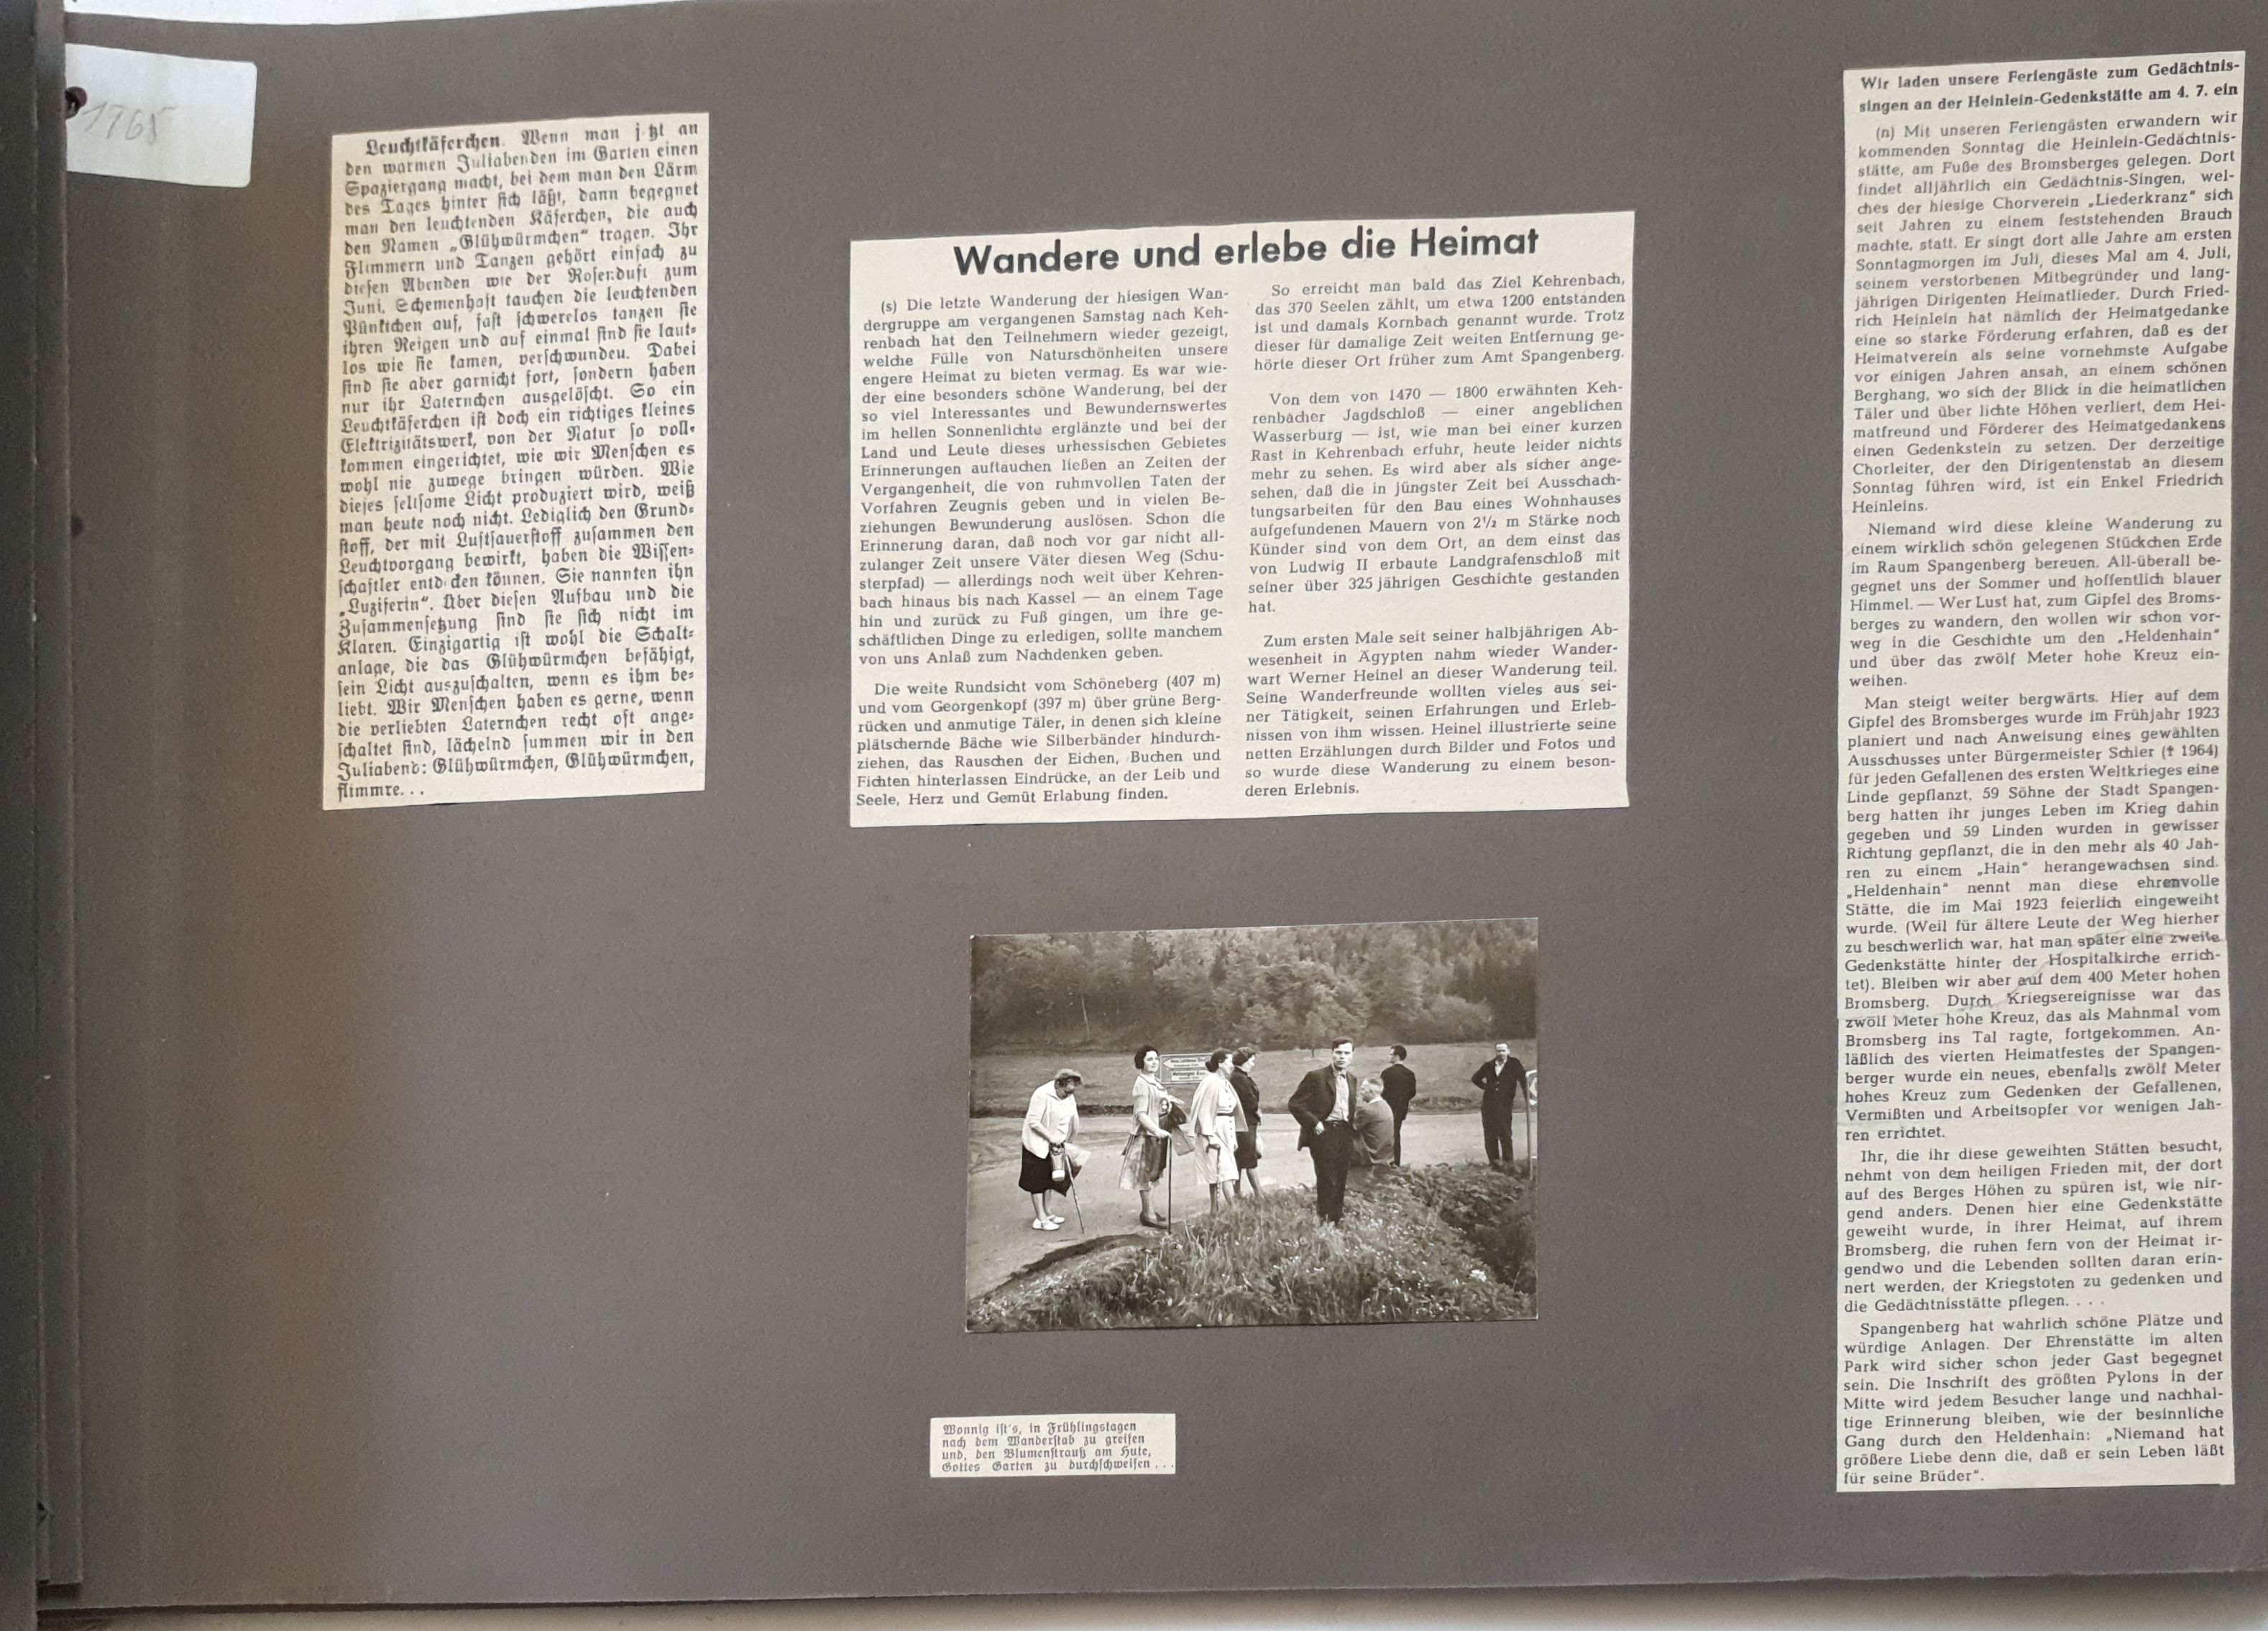 1965
Leuchtkäferchen. Wenn man j tzt an
den warmen Juliabenden im Garten einen
Spaziergang macht, bei dem man den Lärm
des Tages hinter sich läßt, dann begegnet
man den leuchtenden Käferchen, die auch
den Namen „Glühwürmchen“ tragen. Ihr
Flimmern und Tanzen gehört einfach zu
diesen Abenden wie der Rosenduft zum
Juni. Schemenhaft tauchen die leuchtenden
Pünktchen auf, fast schwerelos tanzen sie
ihren Reigen und auf einmal sind sie laut-
los wie sie kamen, verschwundeu. Dabei
sind sie aber garnicht fort, sondern haben
nur ihr Laternchen ausgelöscht. So ein
Leuchtkäferchen ist doch ein richtiges kleines
Elektrizitätswerk, von der Natur so voll-
kommen eingerichtet, wie wir Menschen es
wohl nie zuwege bringen würden. Wie
dieses seltsame Licht produziert wird, weiß
man heute noch nicht. Lediglich den Grund-
stoff, der mit Luftsauerstoff zusammen den
Leuchtvorgang bewirkt, haben die Wissen-
schaftler entd cken können. Sie nannten ihn
„Luziferin“. Über diesen Aufbau und die
Zusammensetzung sind sie sich nicht im
Klaren. Einzigartig ist wohl die Schalt-
anlage, die das Glühwürmchen befähigt,
sein Licht auszuschalten, wenn es ihm be-
liebt. Wir Menschen haben es gerne, wenn
die verliebten Laternchen recht oft ange-
schaltet sind, lächelnd summen wir in den
Juliabend: Glühwürmchen, Glühwürmchen,
flimmre...
Wandere und erlebe die Heimat
(s) Die letzte Wanderung der hiesigen Wan-
dergruppe am vergangenen Samstag nach Keh-
renbach hat den Teilnehmern wieder gezeigt,
welche Fülle von Naturschönheiten unsere
engere Heimat zu bieten vermag. Es war wie-
der eine besonders schöne Wanderung, bei der
so viel Interessantes und Bewundernswertes
im hellen Sonnenlichte erglänzte und bei der
Land und Leute dieses urhessischen Gebietes
Erinnerungen auftauchen ließen an Zeiten der
Vergangenheit, die von ruhmvollen Taten der
Vorfahren Zeugnis geben und in vielen Be-
ziehungen Bewunderung auslösen. Schon die
Erinnerung daran, daß noch vor gar nicht all-
zulanger Zeit unsere Väter diesen Weg (Schu-
sterpfad) — allerdings noch weit über Kehren-
bach hinaus bis nach Kassel — an einem Tage
hin und zurück zu Fuß gingen, um ihre ge-
schäftlichen Dinge zu erledigen, sollte manchem
von uns Anlaß zum Nachdenken geben.
Die weite Rundsicht vom Schöneberg (407 m)
und vom Georgenkopf (397 m) über grüne Berg-
rücken und anmutige Täler, in denen sich kleine
plätschernde Bäche wie Silberbänder hindurch-
ziehen, das Rauschen der Eichen, Buchen und
Fichten hinterlassen Eindrücke, an der Leib und
Seele, Herz und Gemüt Erlabung finden.
So erreicht man bald das Ziel Kehrenbach,
das 370 Seelen zählt, um etwa 1200 entstanden
ist und damals Kornbach genannt wurde. Trotz
dieser für damalige Zeit weiten Entfernung ge-
hörte dieser Ort früher zum Amt Spangenberg.
Von dem von 1470 — 1800 erwähnten Keh-
renbacher Jagdschloß — einer angeblichen
Wasserburg — ist, wie man bei einer kurzen
Rast in Kehrenbach erfuhr, heute leider nichts
mehr zu sehen. Es wird aber als sicher ange-
sehen, daß die in jüngster Zeit bei Ausschach-
tungsarbeiten für den Bau eines Wohnhauses
aufgefundenen Mauern von 2½ m Stärke noch
Künder sind von dem Ort, an dem einst das
von Ludwig II erbaute Landgrafenschloß mit
seiner über 325 jährigen Geschichte gestanden
hat.
Zum ersten Male seit seiner halbjährigen Ab-
wesenheit in Ägypten nahm wieder Wander-
wart Werner Heinel an dieser Wanderung teil.
Seine Wanderfreunde wollten vieles aus sei-
ner Tätigkeit, seinen Erfahrungen und Erleb-
nissen von ihm wissen. Heinel illustrierte seine
netten Erzählungen durch Bilder und Fotos und
so wurde diese Wanderung zu einem beson-
deren Erlebnis.
Wonnig ist's, in Frühlingstagen
nach dem Wanderstab zu greifen
und, den Blumenstrauß am Hute,
Gottes Garten zu durchschweifen...
Wir laden unsere Feriengäste zum Gedächtnis-
singen an der Heinlein-Gedenkstätte am 4. 7. ein
(n) Mit unseren Feriengästen erwandern wir
kommenden Sonntag die Heinlein-Gedächtnis-
stätte, am Fuße des Bromsberges gelegen. Dort
findet alljährlich ein Gedächtnis-Singen, wel-
ches der hiesige Chorverein „Liederkranz“ sich
seit Jahren zu einem feststehenden Brauch
machte, statt. Er singt dort alle Jahre am ersten
Sonntagmorgen im Juli, dieses Mal am 4. Juli,
seinem verstorbenen Mitbegründer und lang-
jährigen Dirigenten Heimatlieder. Durch Fried-
rich Heinlein hat nämlich der Heimatgedanke
eine so starke Förderung erfahren, daß es der
Heimatverein als seine vornehmste Aufgabe
vor einigen Jahren ansah, an einem schönen
Berghang, wo sich der Blick in die heimatlichen
Täler und über lichte Höhen verliert, dem Hei-
matfreund und Förderer des Heimatgedankens
einen Gedenkstein zu setzen. Der derzeitige
Chorleiter, der den Dirigentenstab an diesem
Sonntag führen wird, ist ein Enkel Friedrich
Heinleins.
Niemand wird diese kleine Wanderung zu
einem wirklich schön gelegenen Stückchen Erde
im Raum Spangenberg bereuen. All-überall be-
gegnet uns der Sommer und hoffentlich blauer
Himmel. — Wer Lust hat, zum Gipfel des Broms-
berges zu wandern, den wollen wir schon vor-
weg in die Geschichte um den „Heldenhain“
und über das zwölf Meter hohe Kreuz ein-
weihen.
Man steigt weiter bergwärts. Hier auf dem
Gipfel des Bromsberges wurde im Frühjahr 1923
planiert und nach Anweisung eines gewählten
Ausschusses unter Bürgermeister Schier († 1964)
für jeden Gefallenen des ersten Weltkrieges eine
Linde gepflanzt. 59 Söhne der Stadt Spangen-
berg hatten ihr junges Leben im Krieg dahin
gegeben und 59 Linden wurden in gewisser
Richtung gepflanzt, die in den mehr als 40 Jah-
ren zu einem „Hain“ herangewachsen sind.
„Heldenhain“ nennt man diese ehrenvolle
Stätte, die im Mai 1923 feierlich eingeweiht
wurde. (Weil für ältere Leute der Weg hierher
zu beschwerlich war, hat man später eine zweite
Gedenkstätte hinter der Hospitalkirche errich-
tet). Bleiben wir aber auf dem 400 Meter hohen
Bromsberg. Durch Kriegsereignisse war das
zwölf Meter hohe Kreuz, das als Mahnmal vom
Bromsberg ins Tal ragte, fortgekommen. An-
läßlich des vierten Heimatfestes der Spangen-
berger wurde ein neues, ebenfalls zwölf Meter
hohes Kreuz zum Gedenken der Gefallenen,
Vermißten und Arbeitsopfer vor wenigen Jah-
ren errichtet.
Ihr, die ihr diese geweihten Stätten besucht,
nehmt von dem heiligen Frieden mit, der dort
auf des Berges Höhen zu spüren ist, wie nir-
gend anders. Denen hier eine Gedenkstätte
geweiht wurde, in ihrer Heimat, auf ihrem
Bromsberg, die ruhen fern von der Heimat ir-
gendwo und die Lebenden sollten daran erin-
nert werden, der Kriegstoten zu gedenken und
die Gedächtnisstätte pflegen. . . .
Spangenberg hat wahrlich schöne Plätze und
würdige Anlagen. Der Ehrenstätte im alten
Park wird sicher schon jeder Gast begegnet
sein. Die Inschrift des größten Pylons in der
Mitte wird jedem Besucher lange und nachhal-
tige Erinnerung bleiben, wie der besinnliche
Gang durch den Heldenhain: „Niemand hat
größere Liebe denn die, daß er sein Leben läßt
für seine Brüder“.